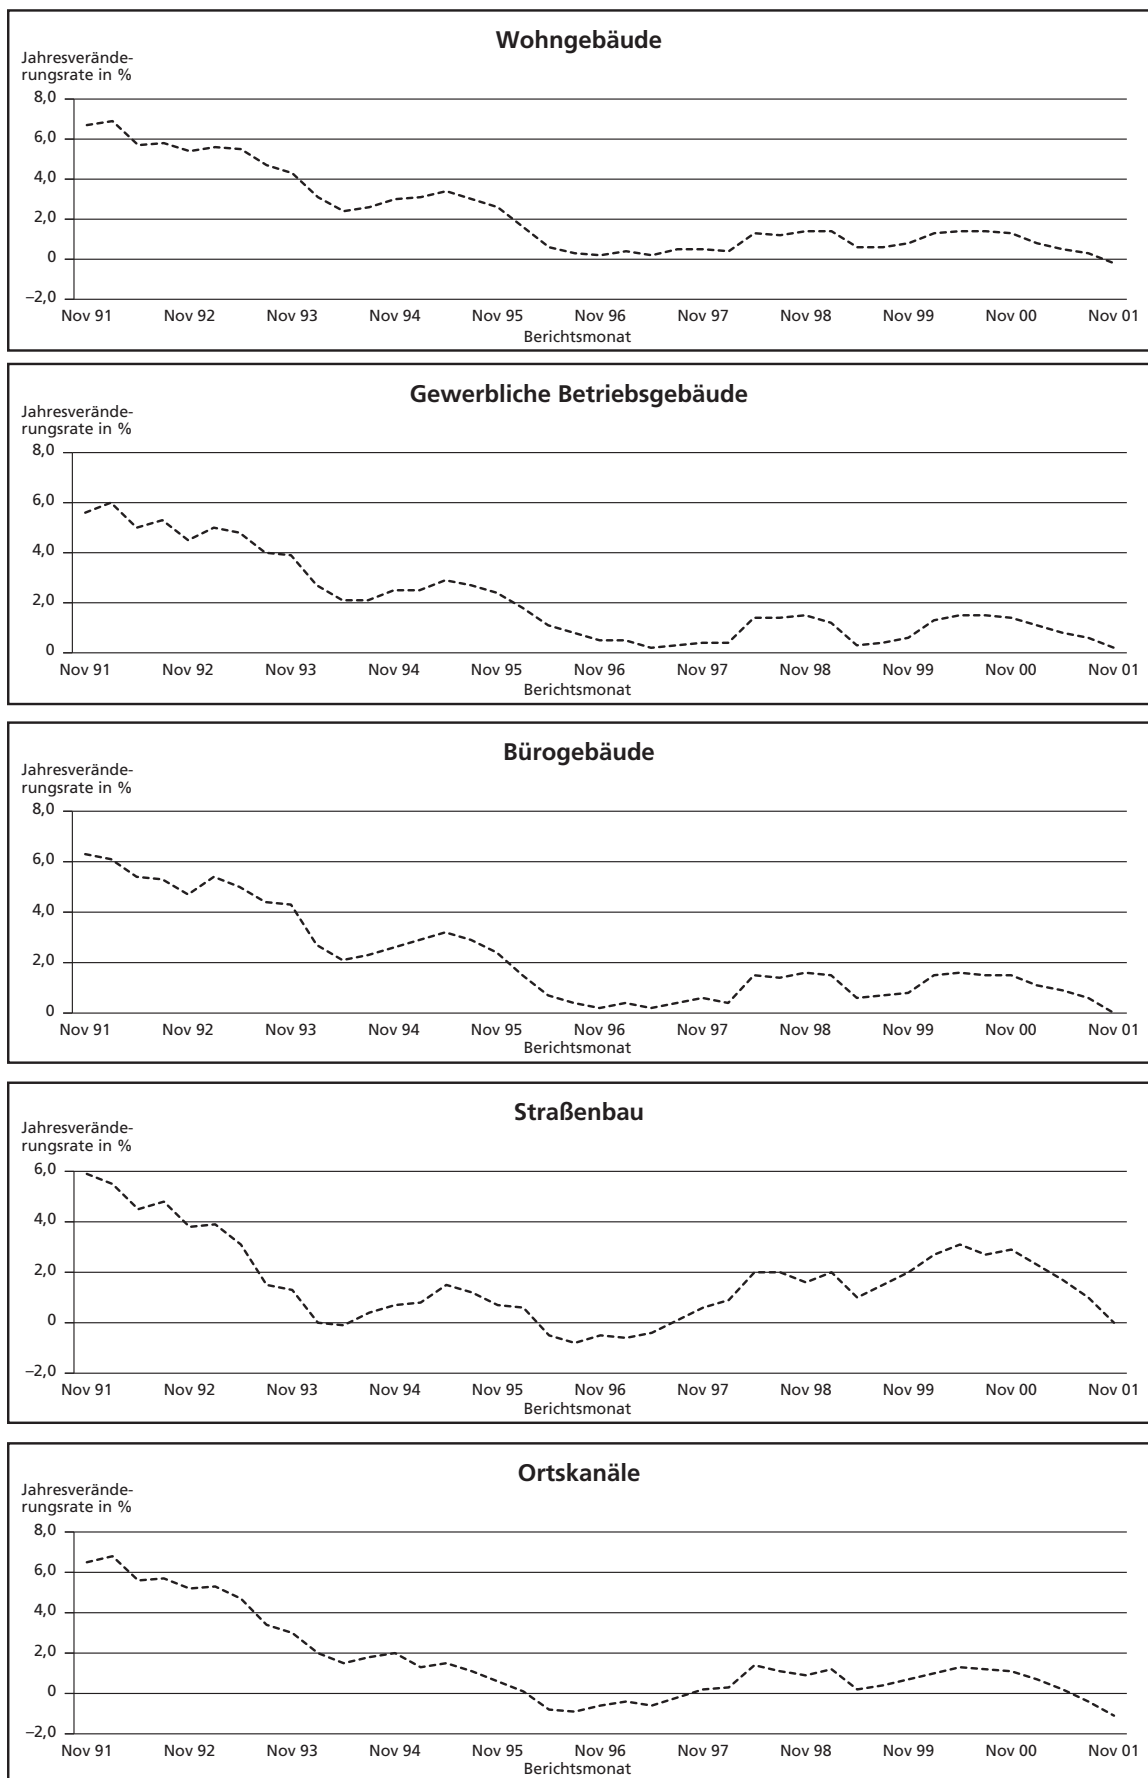 Wohngebäude
Jahresverände-
rungsrate in %
8,0
6,0
4,0
2,0
0
–2,0
Nov 91 Nov 92 Nov 93 Nov 94 Nov 95 Nov 96 Nov 97 Nov 98 Nov 99 Nov 00 Nov 01
Berichtsmonat
Gewerbliche Betriebsgebäude
Jahresverände-
rungsrate in %
8,0
6,0
4,0
2,0
0
Nov 91 Nov 92 Nov 93 Nov 94 Nov 95 Nov 96 Nov 97 Nov 98 Nov 99 Nov 00 Nov 01
Berichtsmonat
Bürogebäude
Jahresverände-
rungsrate in %
8,0
6,0
4,0
2,0
0
Nov 91 Nov 92 Nov 93 Nov 94 Nov 95 Nov 96 Nov 97 Nov 98 Nov 99 Nov 00 Nov 01
Berichtsmonat
Straßenbau
Jahresverände-
rungsrate in %
6,0
4,0
2,0
0
–2,0
Nov 91 Nov 92 Nov 93 Nov 94 Nov 95 Nov 96 Nov 97 Nov 98 Nov 99 Nov 00 Nov 01
Berichtsmonat
Ortskanäle
Jahresverände-
rungsrate in %
8,0
6,0
4,0
2,0
0
–2,0
Nov 91 Nov 92 Nov 93 Nov 94 Nov 95 Nov 96 Nov 97 Nov 98 Nov 99 Nov 00 Nov 01
Berichtsmonat